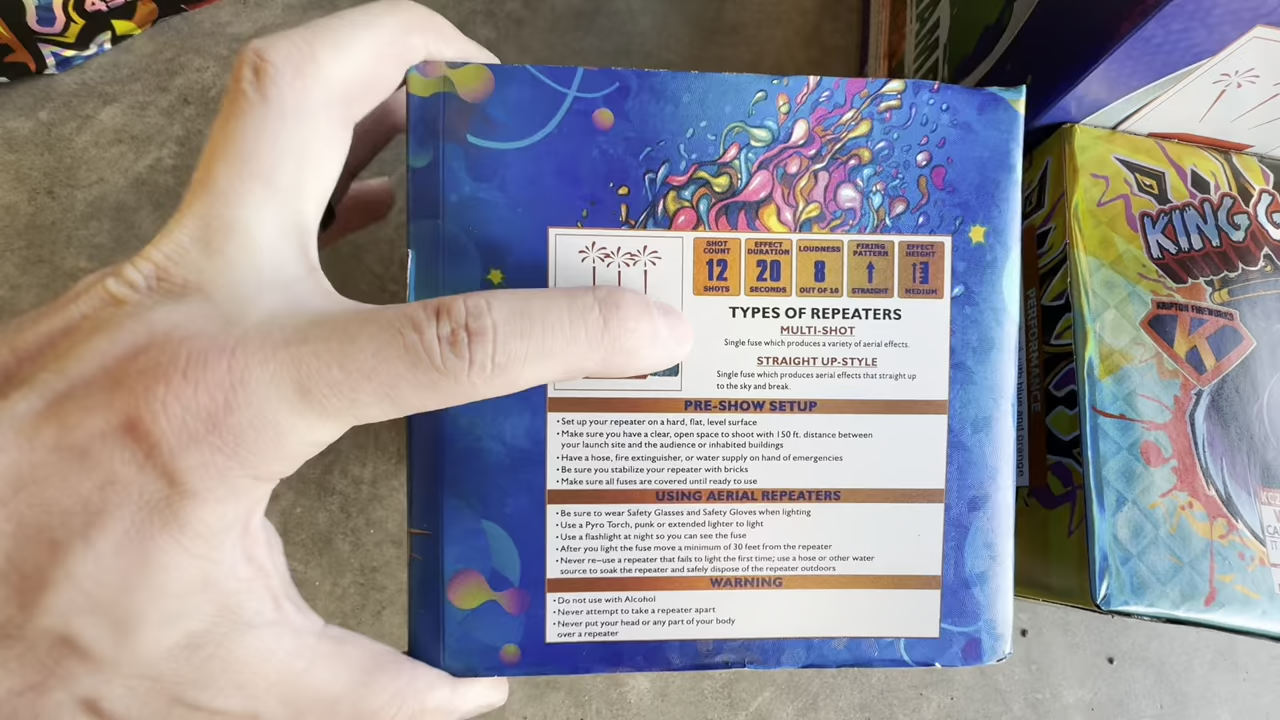 SHOT
COUNT
12
SHOTS
EFFECT
DURATION
20
SECONDS
LOUDNESS
8
OUT OF 10
FIRING
PATTERN
STRAIGHT
EFFECT
HEIGHT
MEDIUM
TYPES OF REPEATERS
MULTI-SHOT
Single fuse which produces a variety of aerial effects.
STRAIGHT UP-STYLE
Single fuse which produces aerial effects that straight up
to the sky and break.
PRE-SHOW SETUP
• Set up your repeater on a hard, flat, level surface
• Make sure you have a clear, open space to shoot with 150 ft. distance between
your launch site and the audience or inhabited buildings
• Have a hose, fire extinguisher, or water supply on hand of emergencies
• Be sure you stabilize your repeater with bricks
• Make sure all fuses are covered until ready to use
USING AERIAL REPEATERS
• Be sure to wear Safety Glasses and Safety Gloves when lighting
• Use a Pyro Torch, punk or extended lighter to light
• Use a flashlight at night so you can see the fuse
• After you light the fuse move a minimum of 30 feet from the repeater
• Never re-use a repeater that fails to light the first time; use a hose or other water
source to soak the repeater and safely dispose of the repeater outdoors
WARNING
• Do not use with Alcohol
• Never attempt to take a repeater apart
• Never put your head or any part of your body
over a repeater
PERFORMANCE
blue and orange
KING
KRIPTON FIREWORKS
K